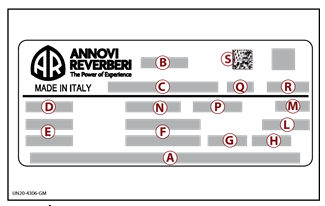 ANNOVI
REVERBERI
The Power of Experience
AR
MADE IN ITALY
B
S
C
Q
R
D
N
P
M
E
F
L
G
H
A
UN20-4306-GM